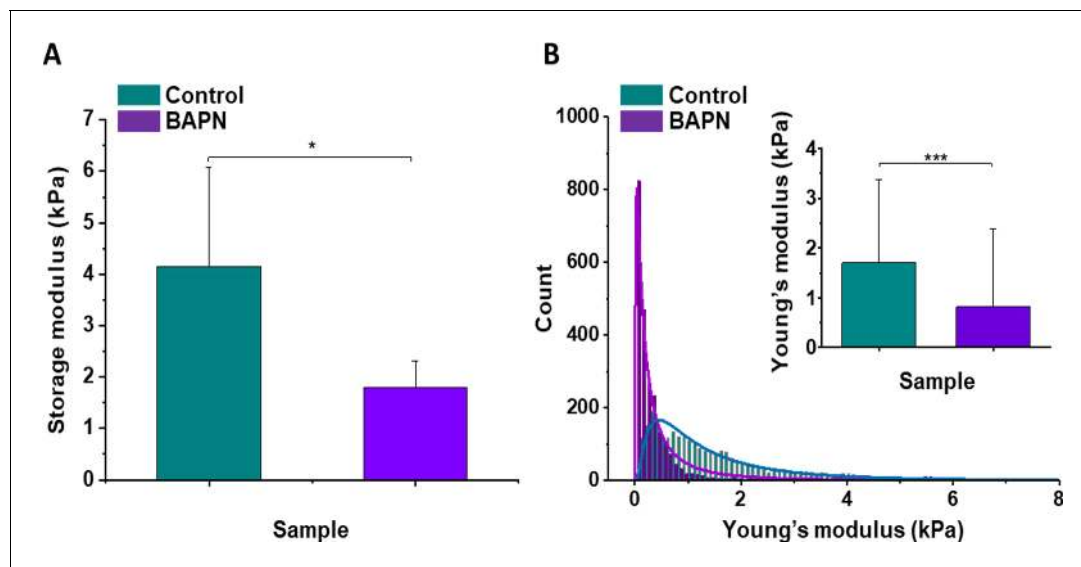 A
Control
BAPN
7
6
5
4
3
2
1
0
Storage modulus (kPa)
*
Sample
B
Control
BAPN
1000
800
600
400
200
0
Count
0 2 4 6 8
Young's modulus (kPa)
4
3
2
1
0
Young's modulus (kPa)
***
Sample